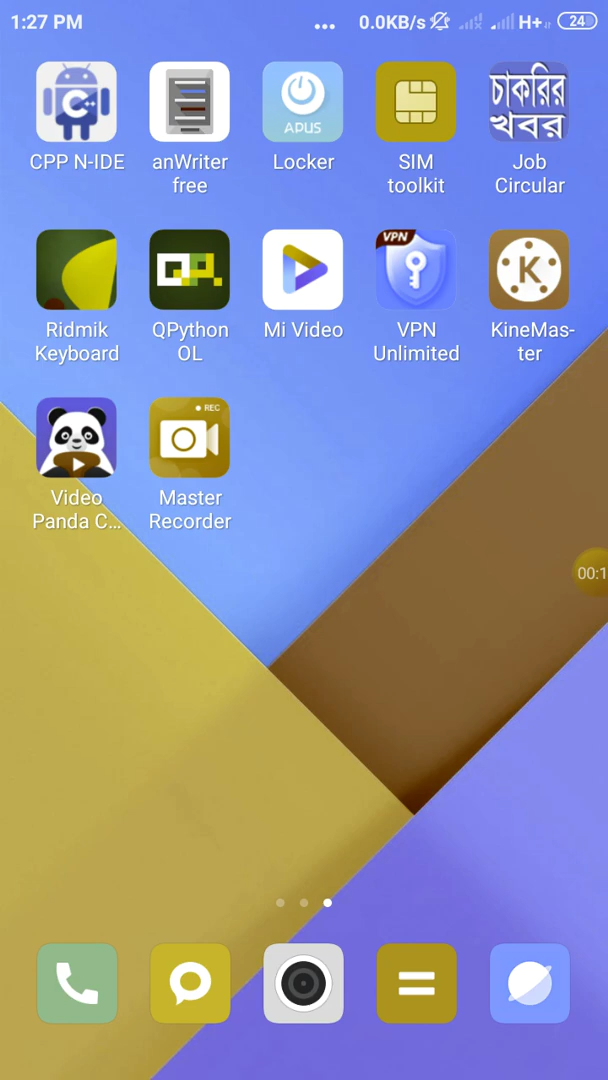 1:27 PM ... 0.0KB/s H+ 24
REC
APUS
চাকরির
খবর
CPP N-IDE anWriter Locker SIM Job
free toolkit Circular
VPN
K
Ridmik QPython Mi Video VPN KineMas-
Keyboard OL Unlimited ter
Video Master
Panda C... Recorder
00:1